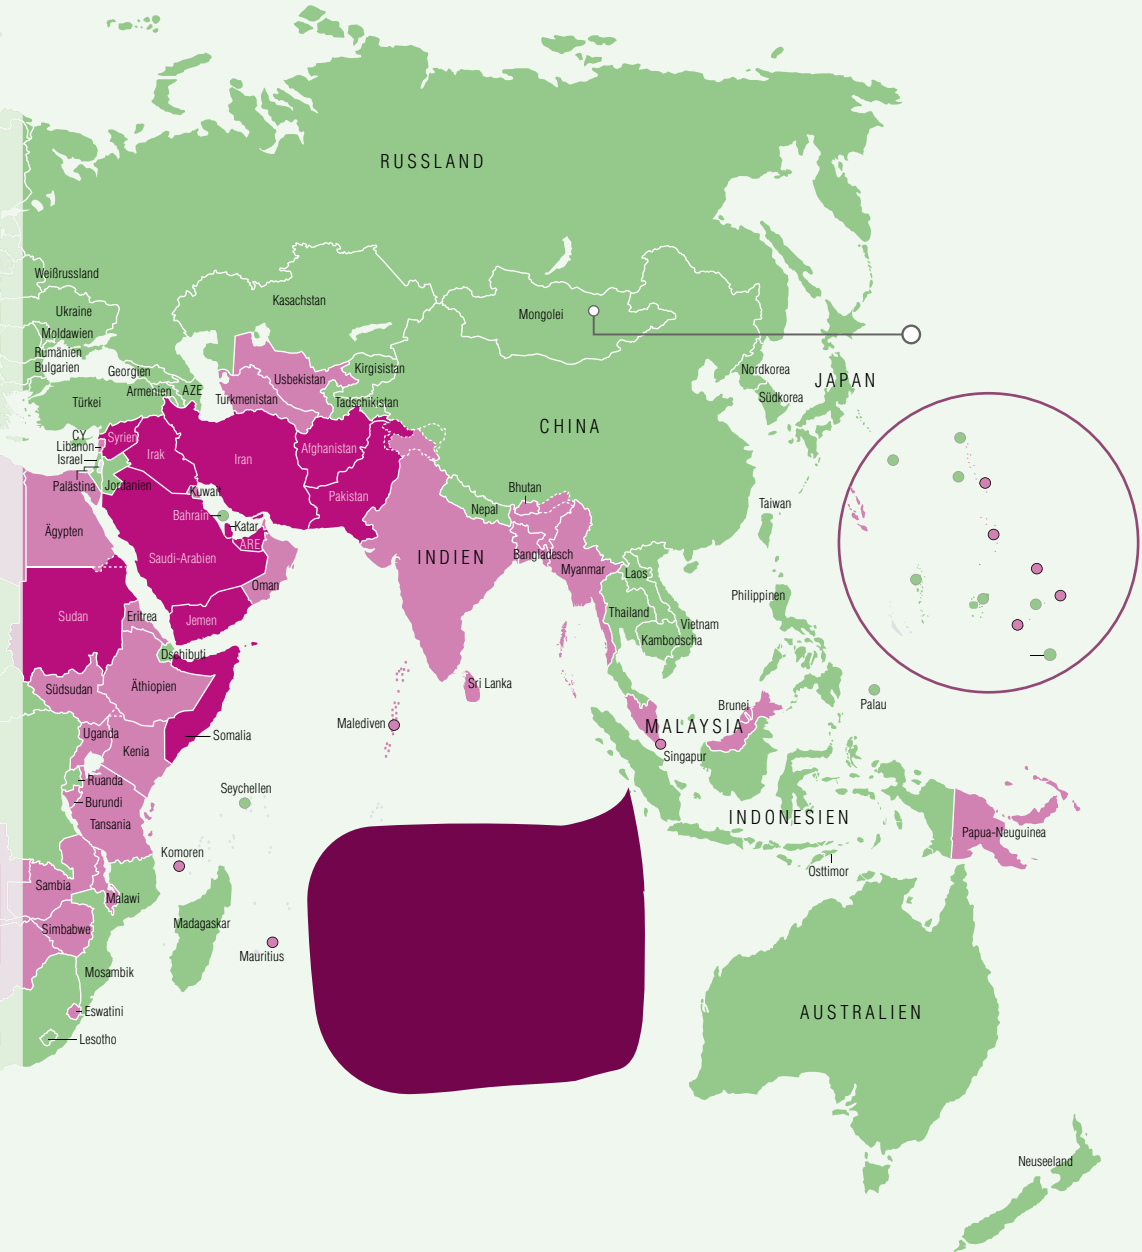 RUSSLAND
Weißrussland
Kasachstan
Ukraine
Mongolei
Moldawien
Rumänien
Bulgarien
Georgien
Kirgisistan
Nordkorea
Usbekistan
JAPAN
Armenien
AZE
Türkei
Turkmenistan
Tadschikistan
Südkorea
CHINA
CY
Syrien
Libanon
Israel
Irak
Iran
Afghanistan
Palästina
Jordanien
Kuwait
Pakistan
Bhutan
Nepal
Taiwan
Bahrain
Katar
Ägypten
ARE
Saudi-Arabien
INDIEN
Bangladesch
Myanmar
Laos
Oman
Philippinen
Sudan
Eritrea
Jemen
Thailand
Vietnam
Kambodscha
Dschibuti
Südsudan
Äthiopien
Sri Lanka
Brunei
Palau
Malediven
MALAYSIA
Uganda
Somalia
Kenia
Singapur
Ruanda
Seychellen
Burundi
INDONESIEN
Tansania
Papua-Neuguinea
Komoren
Osttimor
Sambia
Malawi
Simbabwe
Madagaskar
Mauritius
Mosambik
Eswatini
AUSTRALIEN
Lesotho
Neuseeland